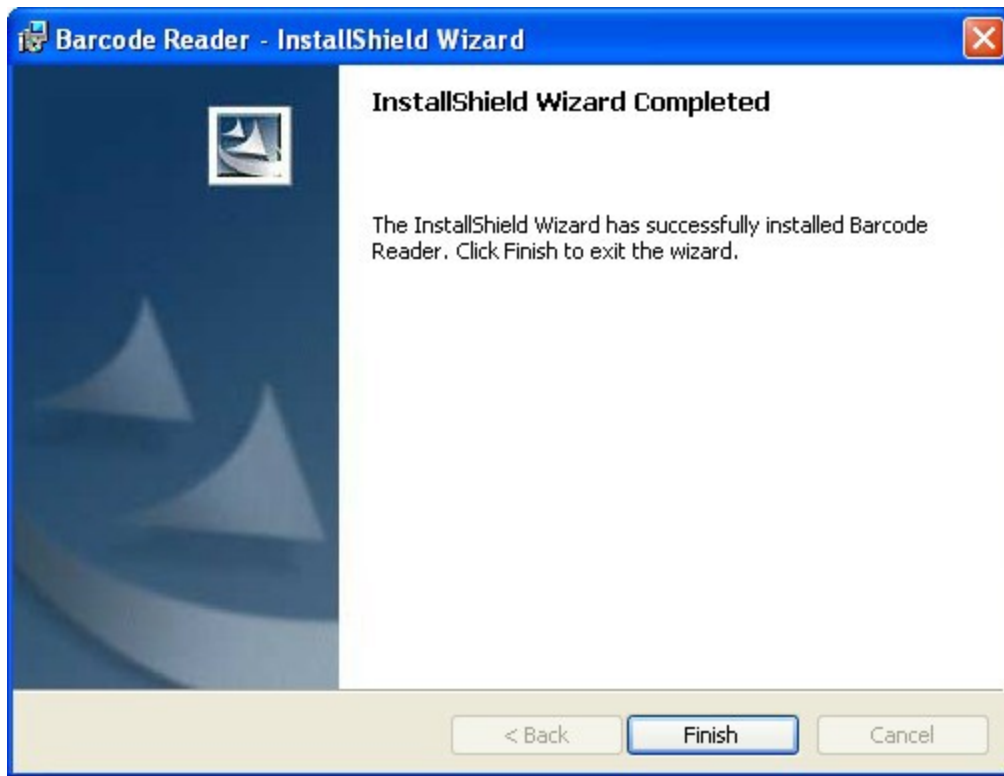 Barcode Reader - InstallShield Wizard
InstallShield Wizard Completed
The InstallShield Wizard has successfully installed Barcode
Reader. Click Finish to exit the wizard.
< Back
Finish
Cancel